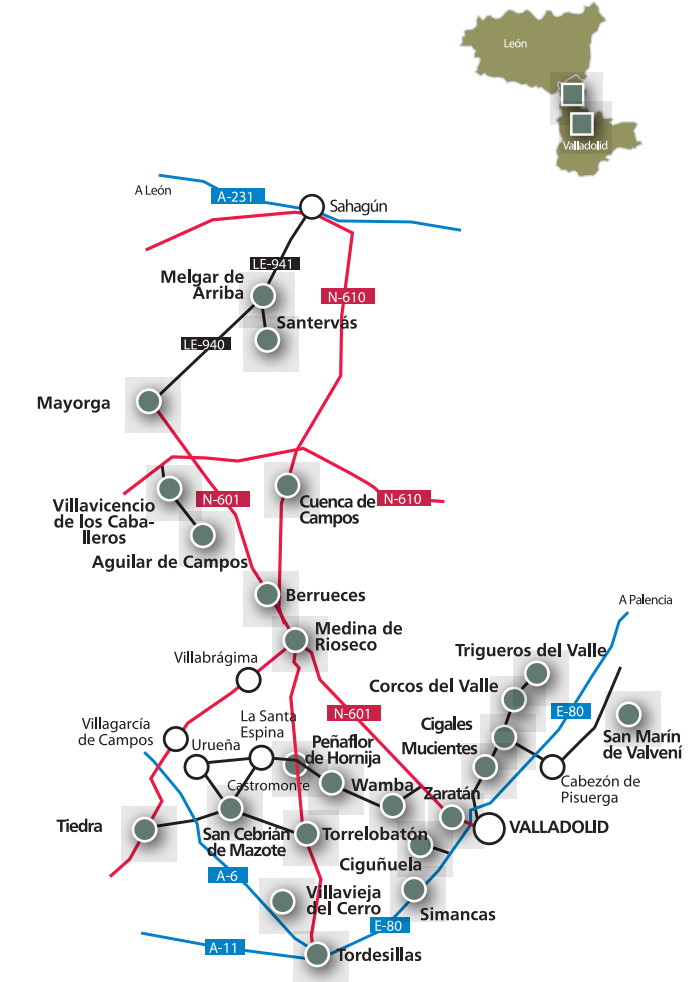 León
Valladolid
A León
A-231
Sahagún
LE-941
Melgar de
Arriba
N-610
Santervás
LE-940
Mayorga
N-601
Cuenca de
Campos
N-610
Villavicencio
de los Caba-
lleros
Aguilar de Campos
Berrueces
A Palencia
Medina de
Rioseco
Villabrágima
Trigueros del Valle
Corcos del Valle
N-601
E-80
La Santa
Espina
Villagarcía
de Campos
Urueña
Peñaflor
de Hornija
Cigales
Mucientes
San Marín
de Valvení
Castromonte
Wamba
Zaratán
Cabezón de
Pisuerga
Tiedra
San Cebrián
de Mazote
Torrelobatón
VALLADOLID
Ciguñuela
A-6
Villavieja
del Cerro
Simancas
E-80
A-11
Tordesillas